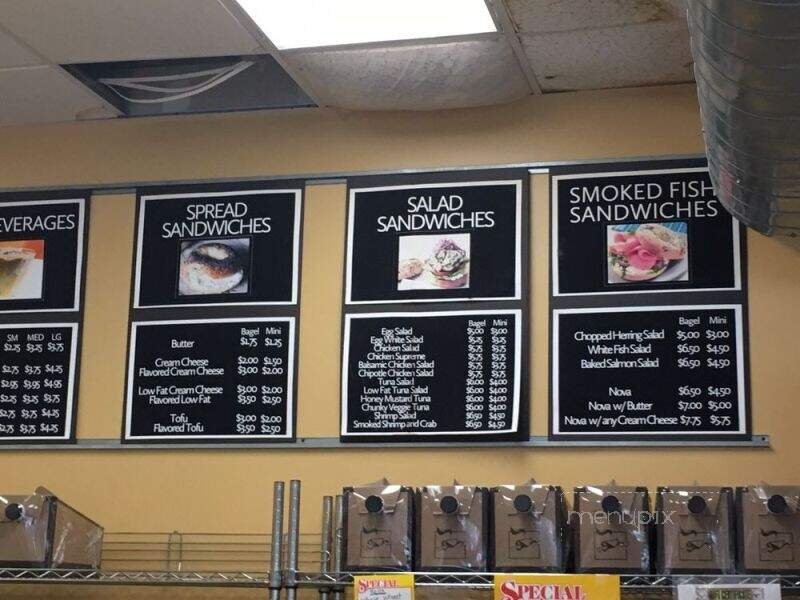 EVERAGES
SM MED LG
$2.25 $3.25 $3.75
$2.75 $3.75 $4.25
$2.95 $3.95 $4.95
$2.25 $3.25 $3.75
$2.75 $3.75 $4.25
$2.75 $3.75 $4.25
SPREAD
SANDWICHES
Bagel Mini
Butter $1.75 $1.25
Cream Cheese $2.00 $1.50
Flavored Cream Cheese $3.00 $2.00
Low Fat Cream Cheese $3.00 $2.00
Flavored Low Fat $3.50 $2.50
Tofu $3.00 $2.00
Flavored Tofu $3.50 $2.50
SALAD
SANDWICHES
Bagel Mini
Egg Salad $5.00 $3.00
Egg White Salad $5.25 $3.25
Chicken Salad $5.75 $3.75
Chicken Supreme $5.75 $3.75
Balsamic Chicken Salad $5.75 $3.75
Chipotle Chicken Salad $5.75 $3.75
Tuna Salad $6.00 $4.00
Low Fat Tuna Salad $6.00 $4.00
Honey Mustard Tuna $6.00 $4.00
Chunky Veggie Tuna $6.00 $4.00
Shrimp Salad $6.50 $4.50
Smoked Shrimp and Crab $6.50 $4.50
SMOKED FISH
SANDWICHES
Bagel Mini
Chopped Herring Salad $5.00 $3.00
White Fish Salad $6.50 $4.50
Baked Salmon Salad $6.50 $4.50
Nova $6.50 $4.50
Nova w/ Butter $7.00 $5.00
Nova w/ any Cream Cheese $7.75 $5.75
menupix
SPECIAL
SPECIAL